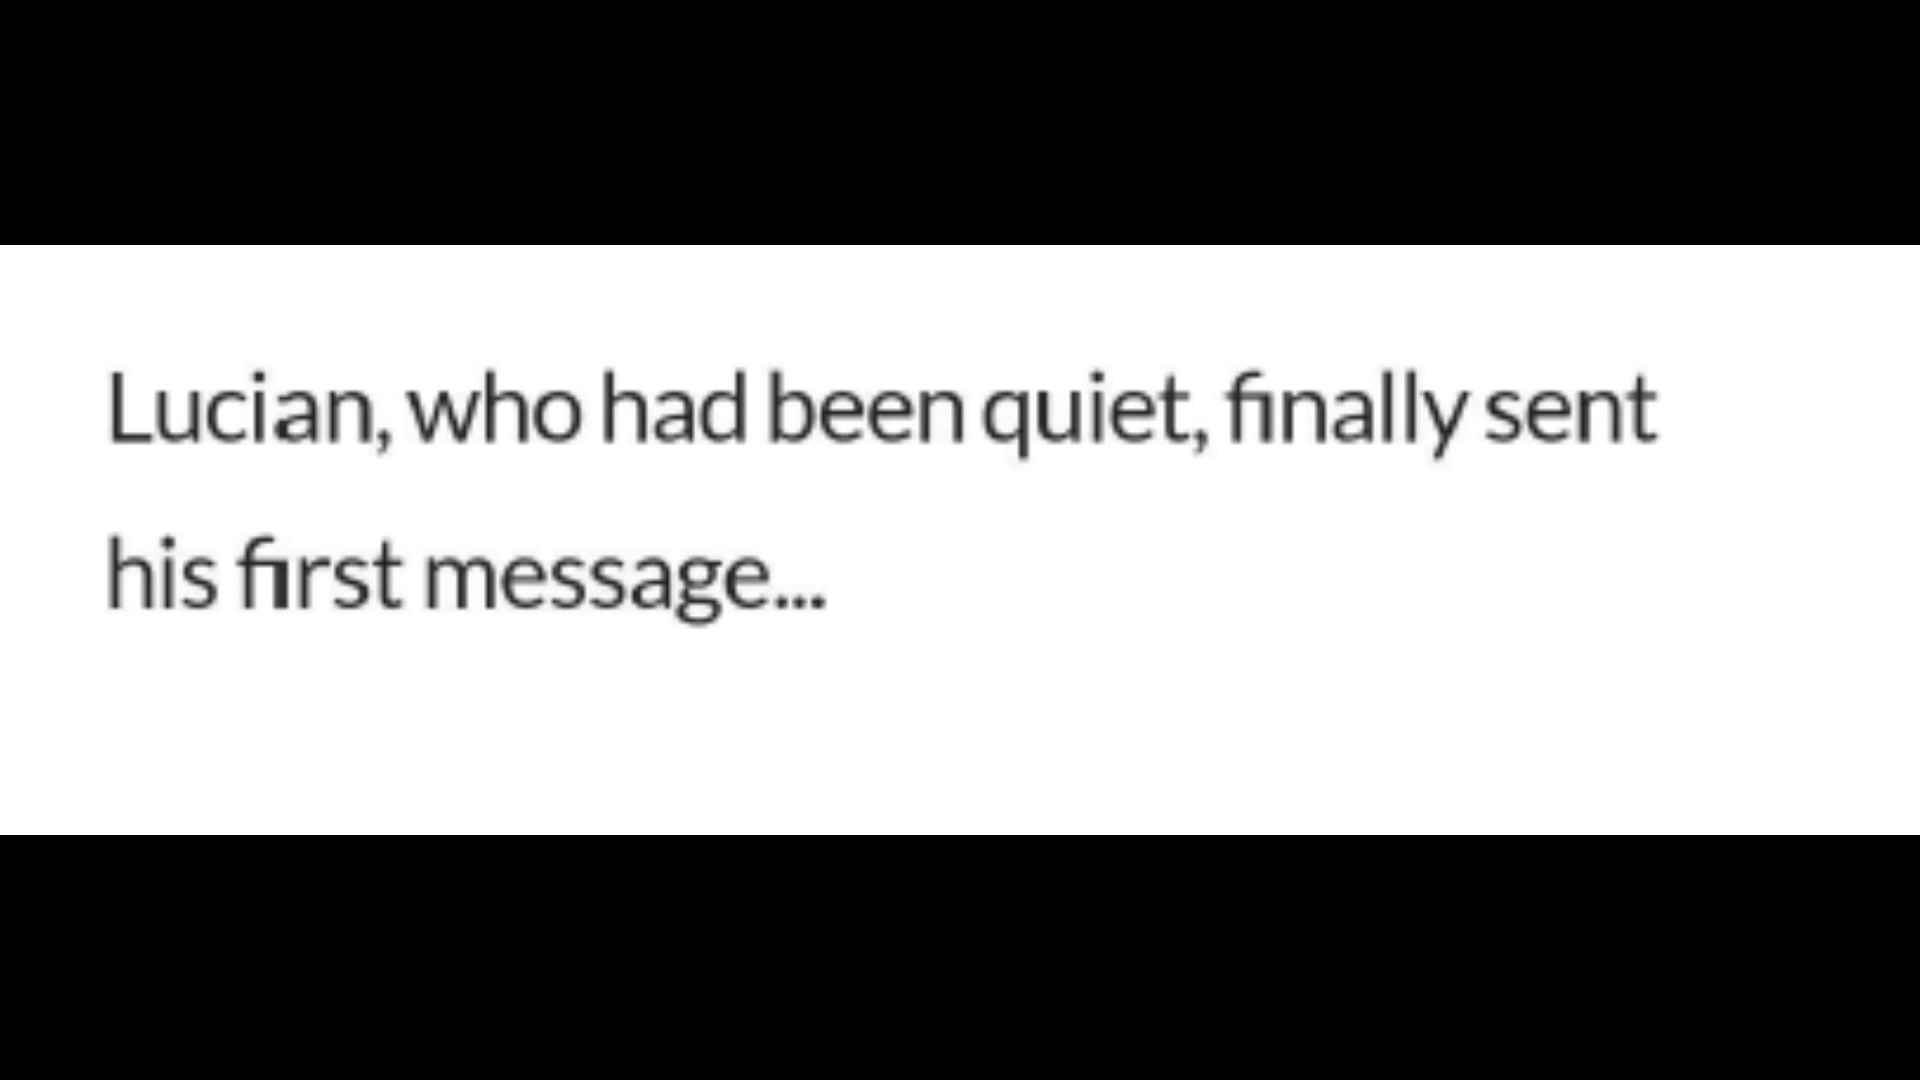 Lucian, who had been quiet, finally sent
his first message...